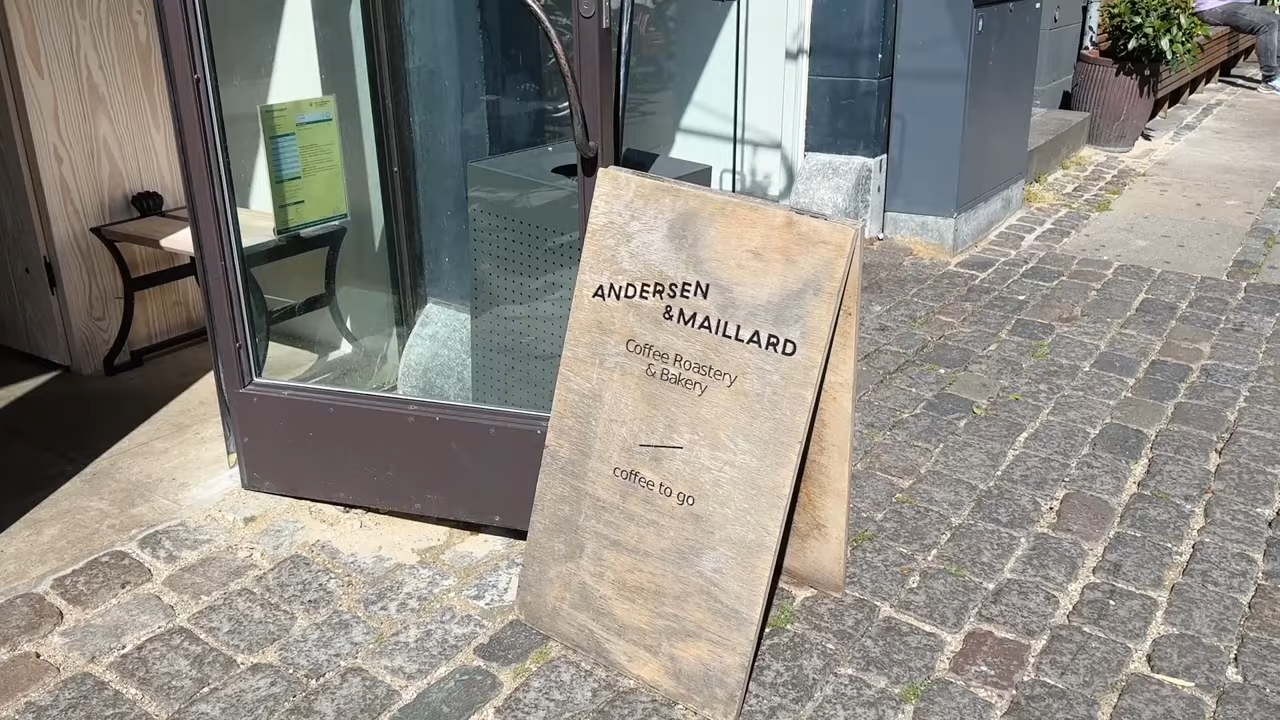 ANDERSEN
&MAILLARD
Coffee Roastery
& Bakery
coffee to go